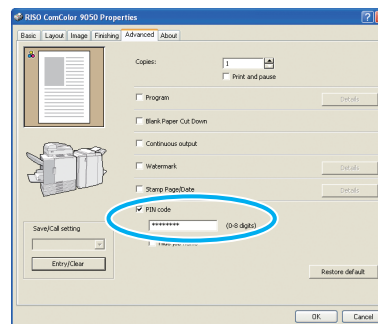 RISO ComColor 9050 Properties
Basic Layout Image Finishing Advanced About
Copies: 1
Print and pause
Program Details
Blank Paper Cut Down
Continuous output
Watermark Details
Stamp Page/Date Details
PIN code
Save/Call setting ******** (0-8 digits)
Entry/Clear
Restore default
OK Cancel